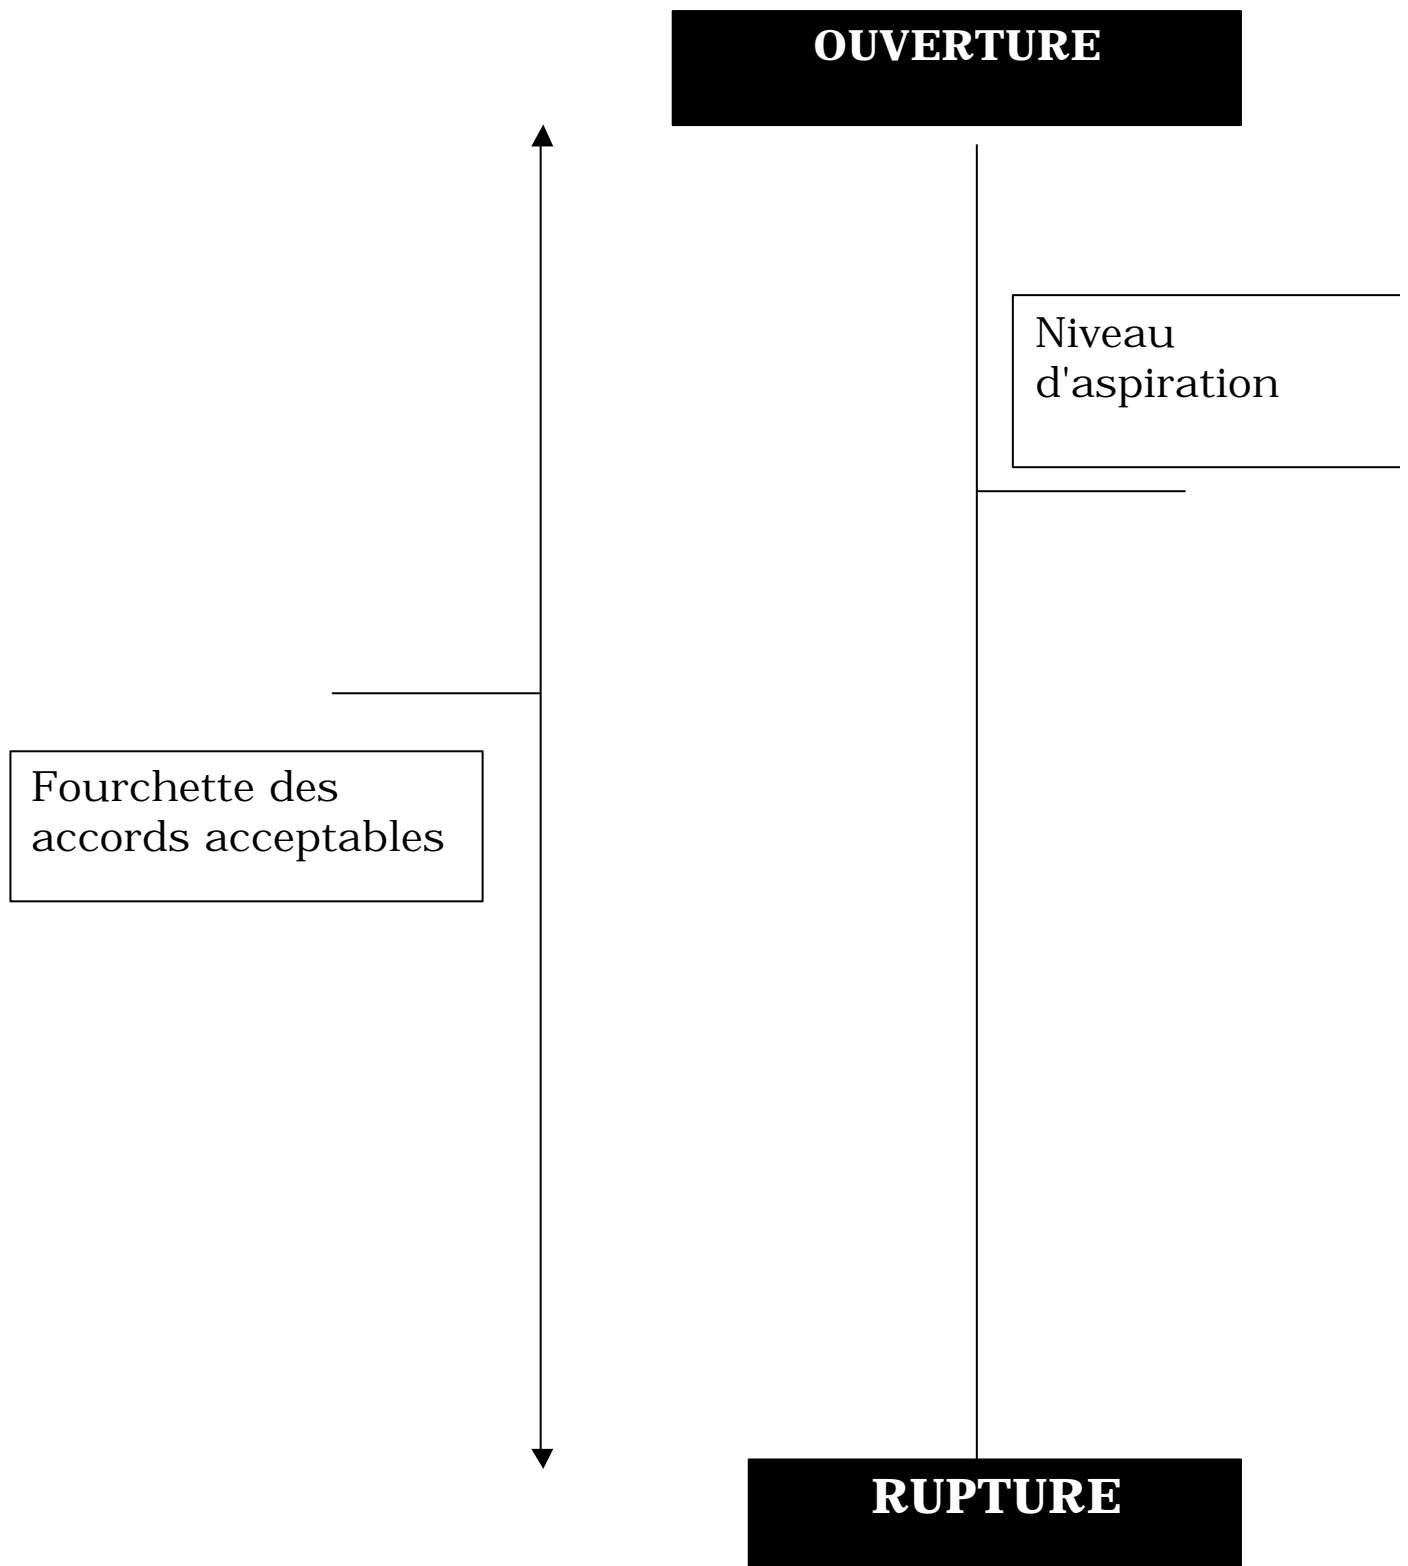 OUVERTURE
Niveau
d'aspiration
Fourchette des
accords acceptables
RUPTURE